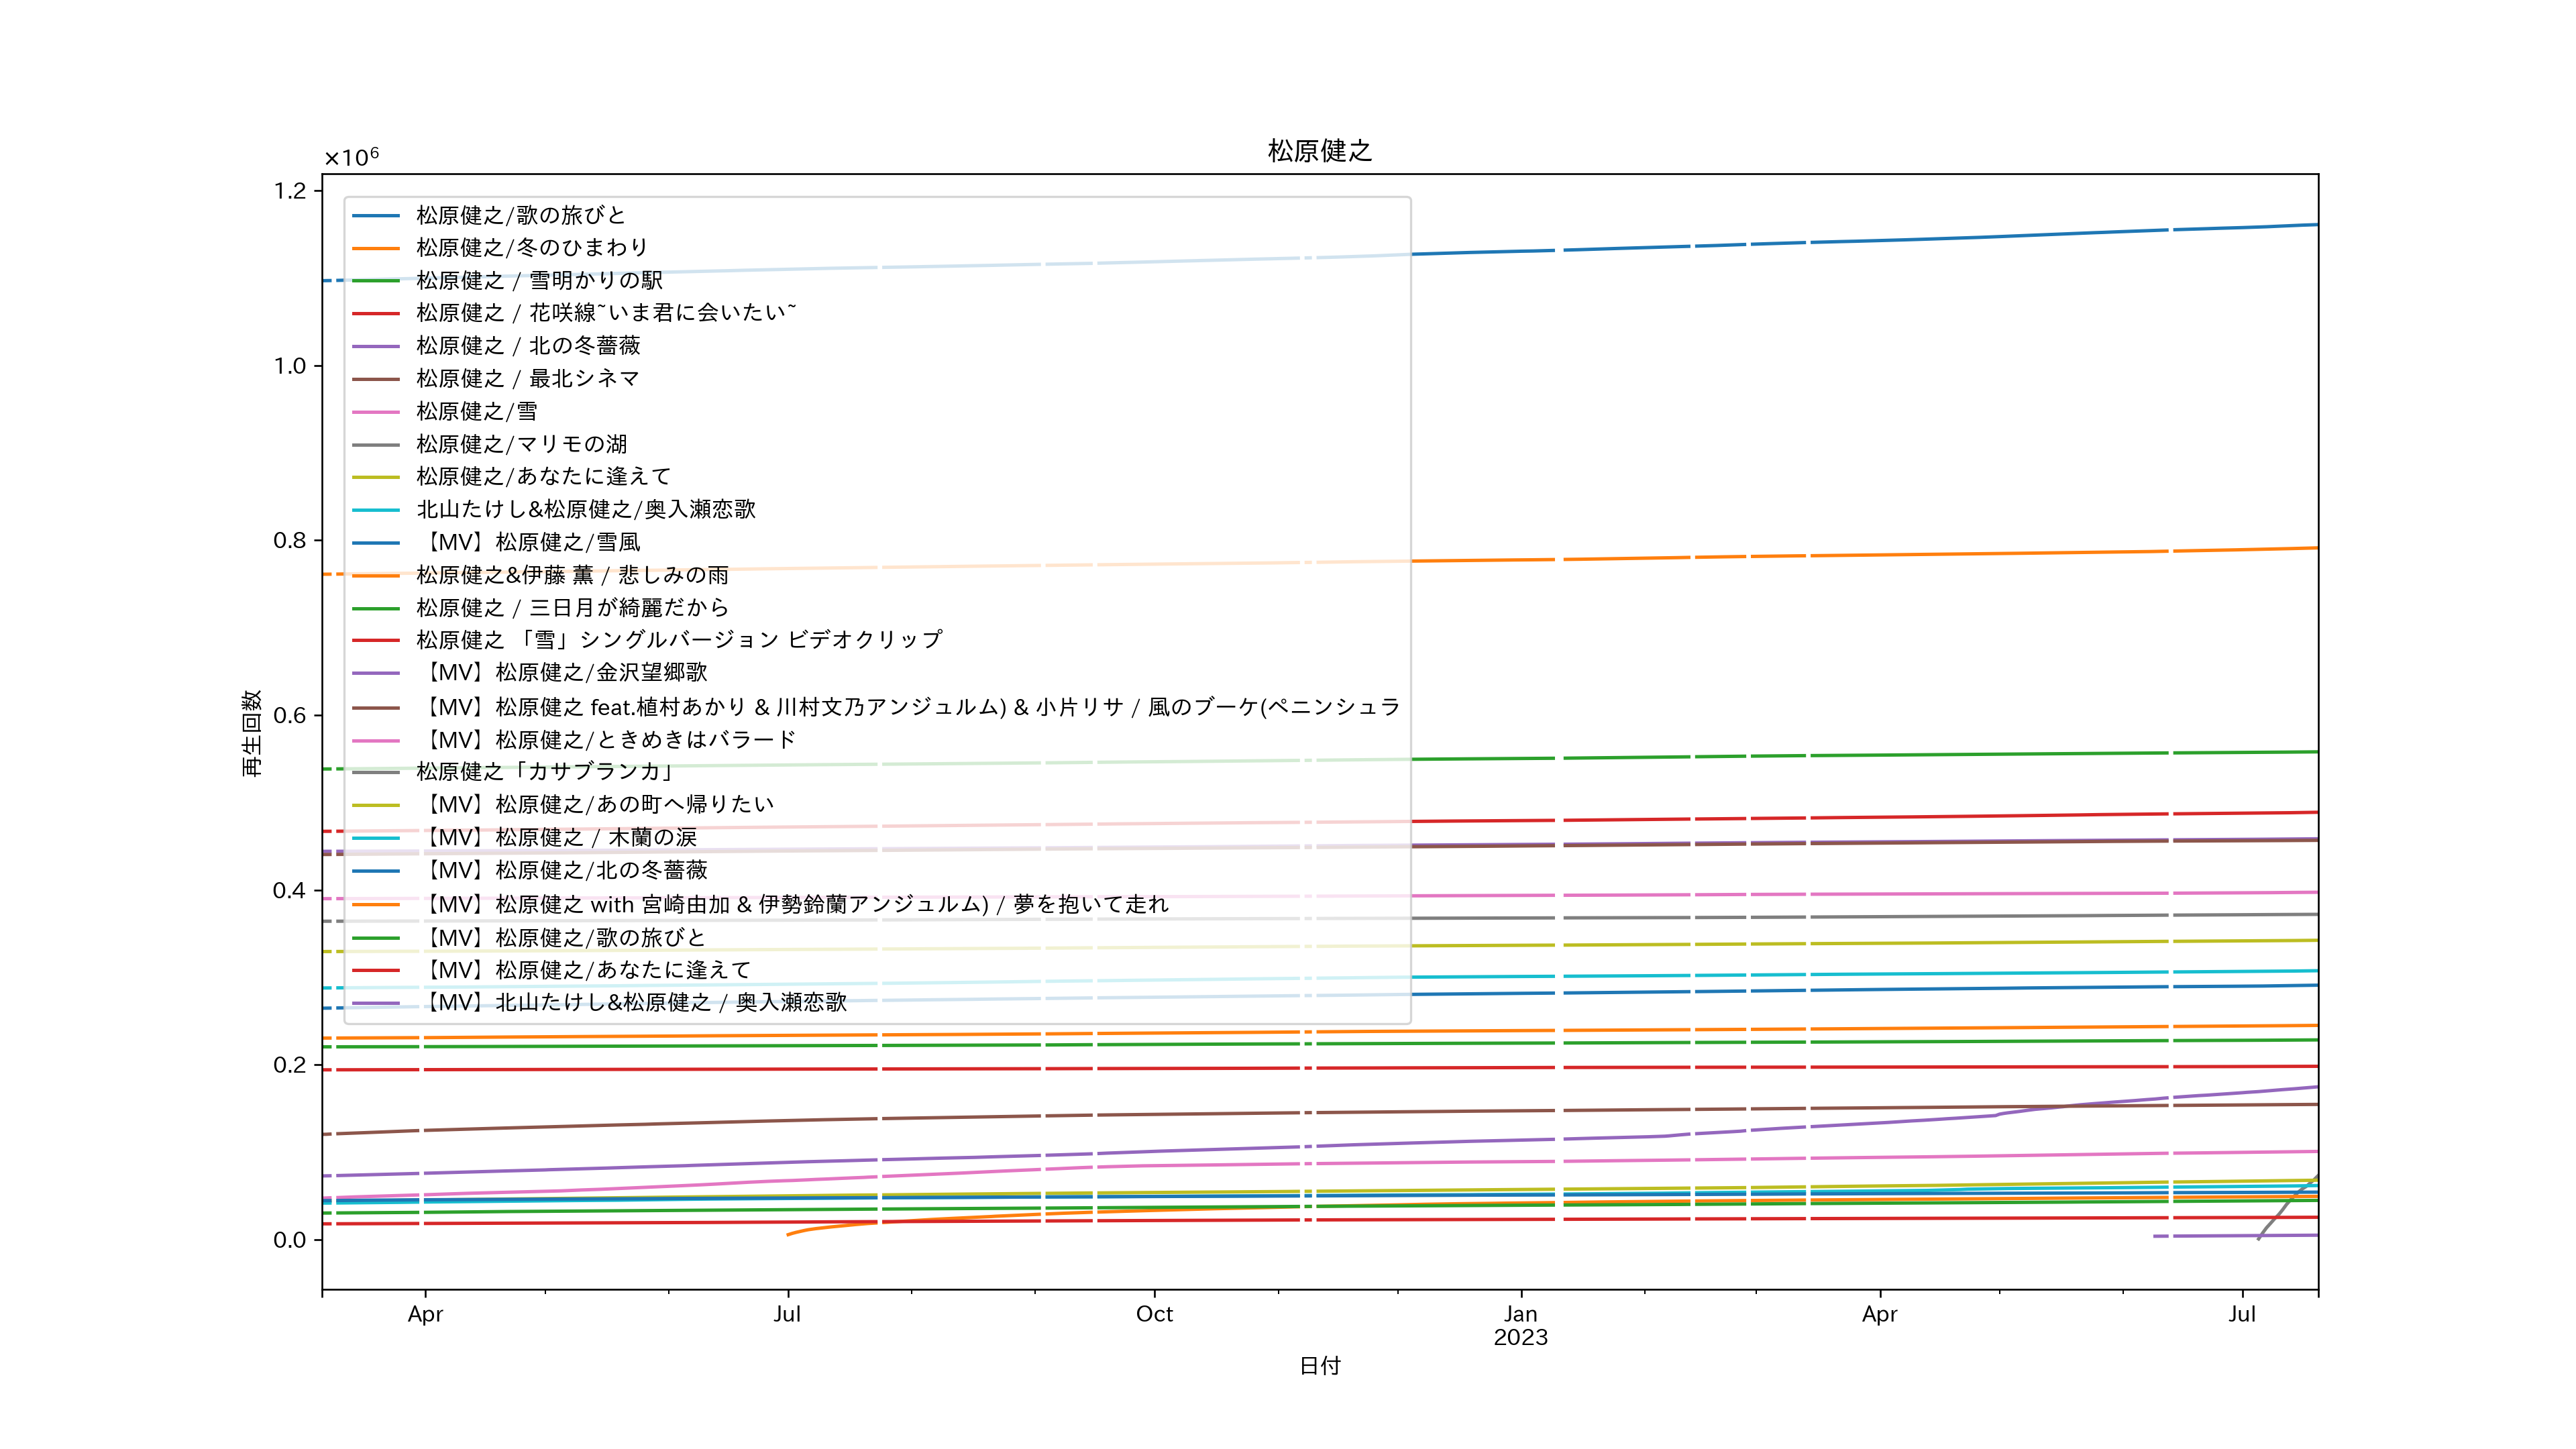 松原健之
×10⁶
1.2
1.0
0.8
0.6
0.4
0.2
0.0
再生回数
松原健之/歌の旅びと
松原健之/冬のひまわり
松原健之 / 雪明かりの駅
松原健之 / 花咲線~いま君に会いたい~
松原健之 / 北の冬薔薇
松原健之 / 最北シネマ
松原健之/雪
松原健之/マリモの湖
松原健之/あなたに逢えて
北山たけし&松原健之/奥入瀬恋歌
【MV】松原健之/雪風
松原健之&伊藤 薫 / 悲しみの雨
松原健之 / 三日月が綺麗だから
松原健之 「雪」シングルバージョン ビデオクリップ
【MV】松原健之/金沢望郷歌
【MV】松原健之 feat.植村あかり & 川村文乃アンジュルム) & 小片リサ / 風のブーケ(ペニンシュラ
【MV】松原健之/ときめきはバラード
松原健之「カサブランカ」
【MV】松原健之/あの町へ帰りたい
【MV】松原健之 / 木蘭の涙
【MV】松原健之/北の冬薔薇
【MV】松原健之 with 宮崎由加 & 伊勢鈴蘭アンジュルム) / 夢を抱いて走れ
【MV】松原健之/歌の旅びと
【MV】松原健之/あなたに逢えて
【MV】北山たけし&松原健之 / 奥入瀬恋歌
Apr
Jul
Oct
Jan
2023
Apr
Jul
日付